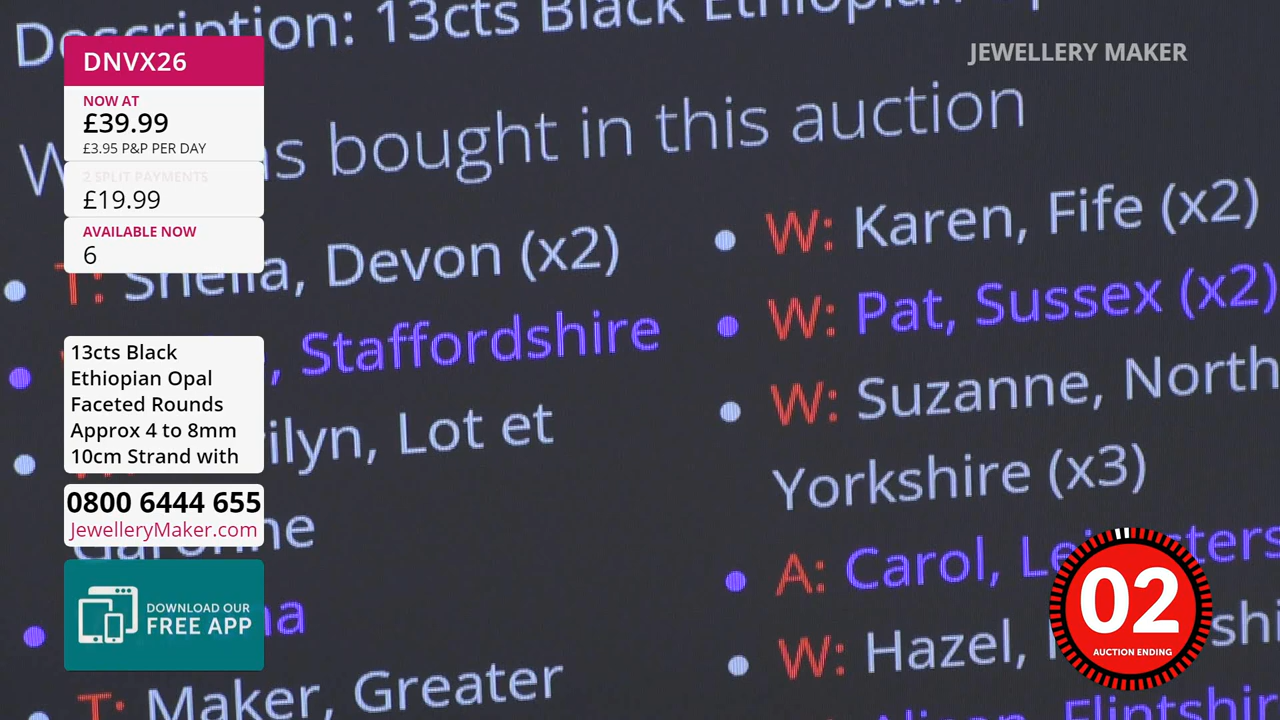 Description: 13cts Black Ethiopian
JEWELLERY MAKER
DNVX26
NOW AT
£39.99
£3.95 P&P PER DAY
2 SPLIT PAYMENTS
£19.99
AVAILABLE NOW
6
bought in this auction
T: Sheila, Devon (x2)
Staffordshire
Lot et
Garonne
T: Maker, Greater
W: Karen, Fife (x2)
W: Pat, Sussex (x2)
W: Suzanne, North
Yorkshire (x3)
A: Carol,
W: Hazel,
13cts Black
Ethiopian Opal
Faceted Rounds
Approx 4 to 8mm
10cm Strand with
0800 6444 655
JewelleryMaker.com
DOWNLOAD OUR
FREE APP
02
AUCTION ENDING